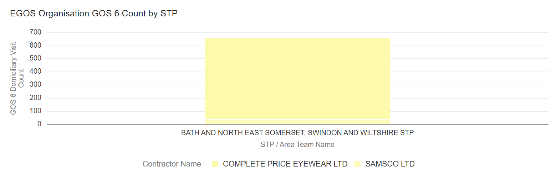 EGOS Organisation GOS 6 Count by STP
GOS 6 Domiciliary Visit
Count
700
600
500
400
300
200
100
0
BATH AND NORTH EAST SOMERSET, SWINDON AND WILTSHIRE STP
STP / Area Team Name
Contractor Name COMPLETE PRICE EYEWEAR LTD SAMSCO LTD